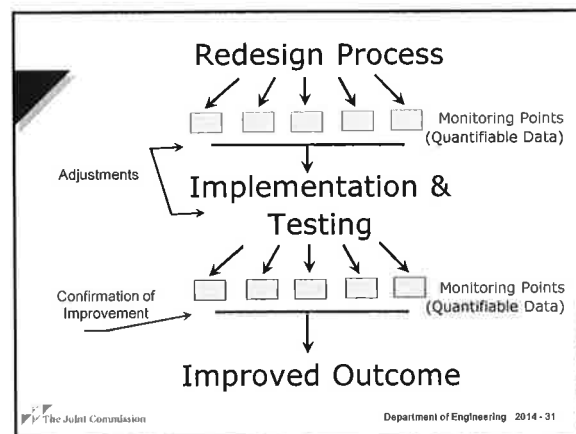 Redesign Process
Monitoring Points
(Quantifiable Data)
Adjustments
Implementation &
Testing
Confirmation of
Improvement
Monitoring Points
(Quantifiable Data)
Improved Outcome
The Joint Commission
Department of Engineering 2014 - 31